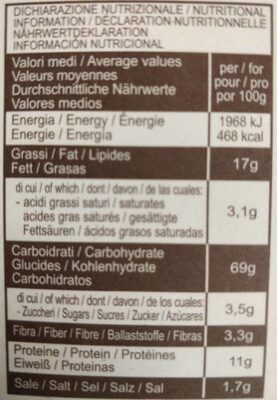 DICHIARAZIONE NUTRIZIONALE / NUTRITIONAL
INFORMATION / DÉCLARATION NUTRITIONNELLE
NÄHRWERTDEKLARATION
INFORMACIÓN NUTRICIONAL
Valori medi / Average values
Valeurs moyennes
Durchschnittliche Nährwerte
Valores medios
per / for
pour / pro
por 100g
Energia / Energy / Énergie
Energie / Energía
1968 kJ
468 kcal
Grassi / Fat / Lipides
Fett / Grasas
17g
di cui / of which / dont / davon / de las cuales:
- acidi grassi saturi / saturates
acides gras saturés / gesättigte
Fettsäuren / ácidos grasos saturadas
3,1g
Carboidrati / Carbohydrate
Glucides / Kohlenhydrate
Carbohidratos
69g
di cui / of which / dont / davon / de los cuales:
- Zuccheri / Sugars / Sucres / Zucker / Azúcares
3,5g
Fibra / Fiber / Fibre / Ballaststoffe / Fibras
3,3g
Proteine / Protein / Protéines
Eiweiß / Proteinas
11g
Sale / Salt / Sel / Salz / Sal
1,7g